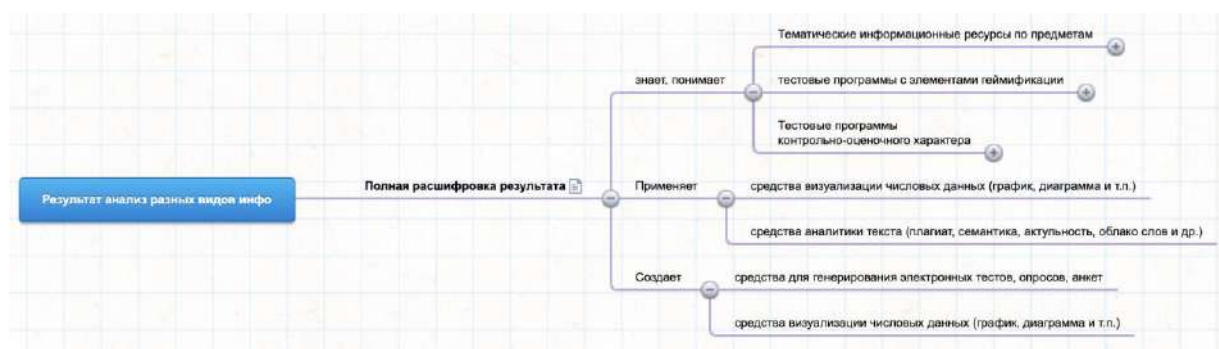 Результат анализ разных видов инфо
Полная расшифровка результата
знает, понимает
Тематические информационные ресурсы по предметам
тестовые программы с элементами геймификации
Тестовые программы
контрольно-оценочного характера
Применяет
средства визуализации числовых данных (график, диаграмма и т.п.)
средства аналитики текста (плагиат, семантика, актульность, облако слов и др.)
Создает
средства для генерирования электронных тестов, опросов, анкет
средства визуализации числовых данных (график, диаграмма и т.п.)